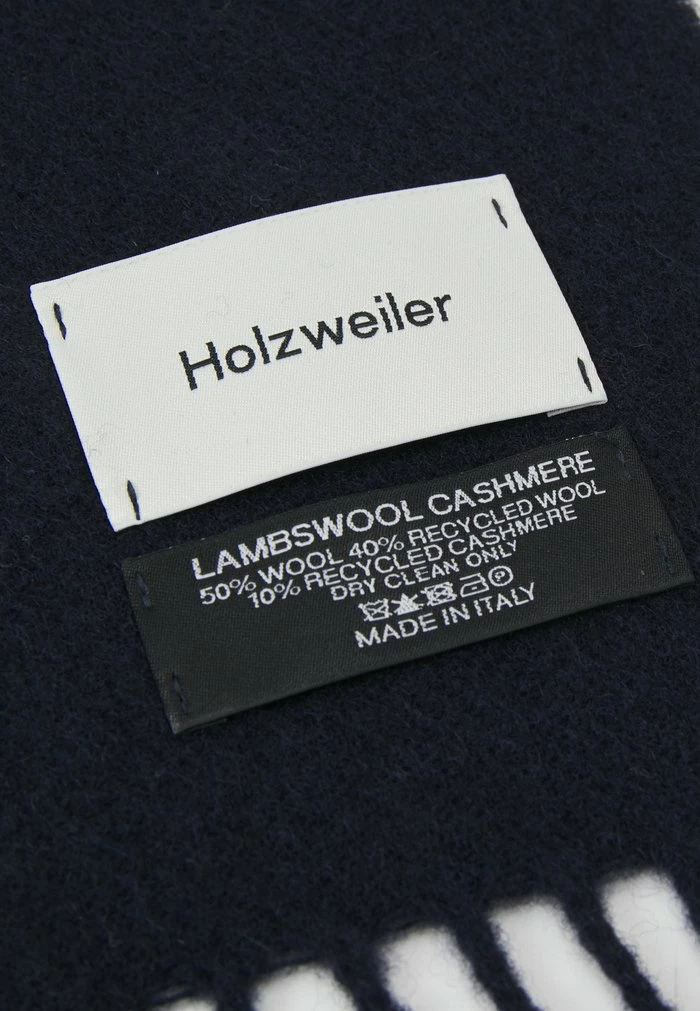 Holzweiler
LAMBSWOOL CASHMERE
50% WOOL 40% RECYCLED WOOL
10% RECYCLED CASHMERE
DRY CLEAN ONLY
MADE IN ITALY